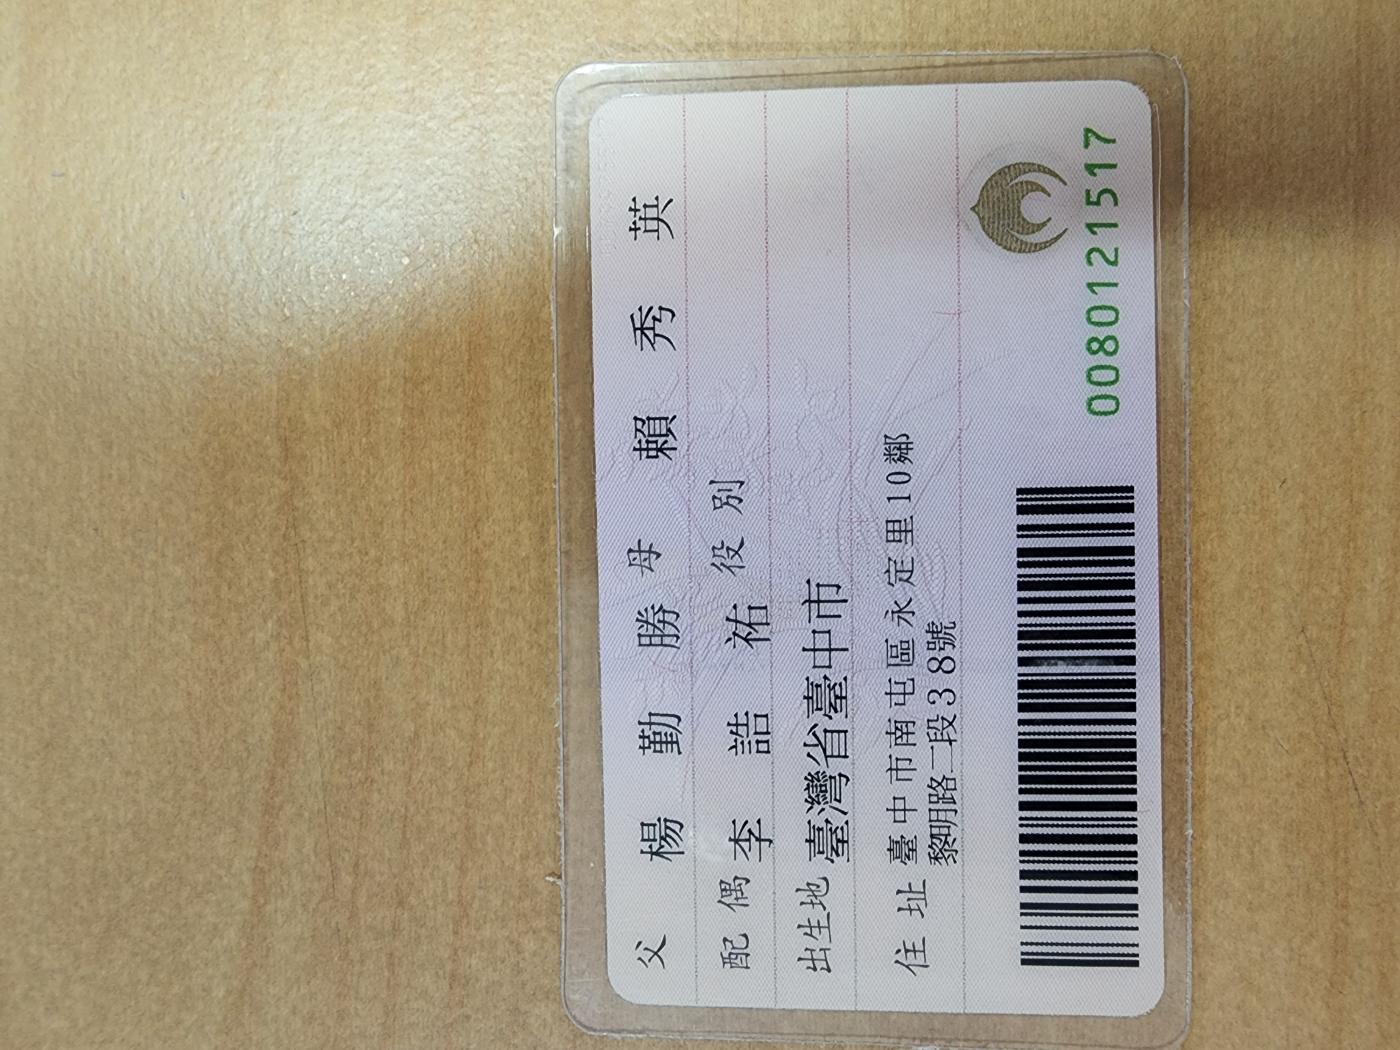 父 楊勤勝 母 賴秀英
配偶 李誥祐 役別
出生地 臺灣省臺中市
住址 臺中市南屯區永定里10鄰
黎明路二段38號
0080121517